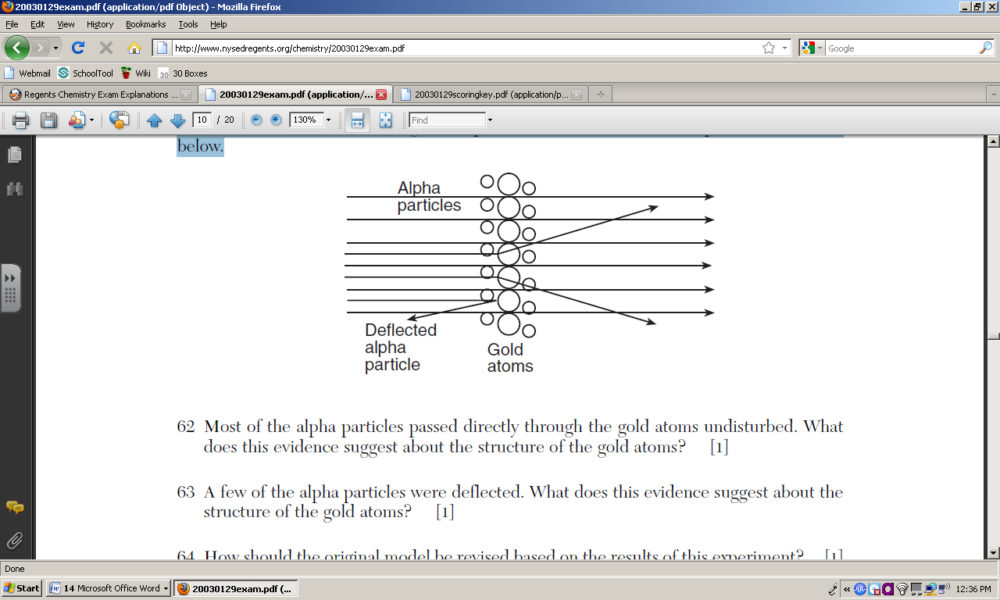 20030129exam.pdf (application/pdf Object) - Mozilla Firefox
File Edit View History Bookmarks Tools Help
http://www.nysedregents.org/chemistry/20030129exam.pdf
Google
Webmail SchoolTool Wiki 30 30 Boxes
Regents Chemistry Exam Explanations ... 20030129exam.pdf (application/... 20030129scoringkey.pdf (application/p...
10 / 20 130% Find
below.
Alpha
particles
Deflected
alpha
particle
Gold
atoms
62 Most of the alpha particles passed directly through the gold atoms undisturbed. What
does this evidence suggest about the structure of the gold atoms? [1]
63 A few of the alpha particles were deflected. What does this evidence suggest about the
structure of the gold atoms? [1]
64 How should the original model be revised based on the results of this experiment? [1]
Done
Start 14 Microsoft Office Word 20030129exam.pdf (... 12:36 PM